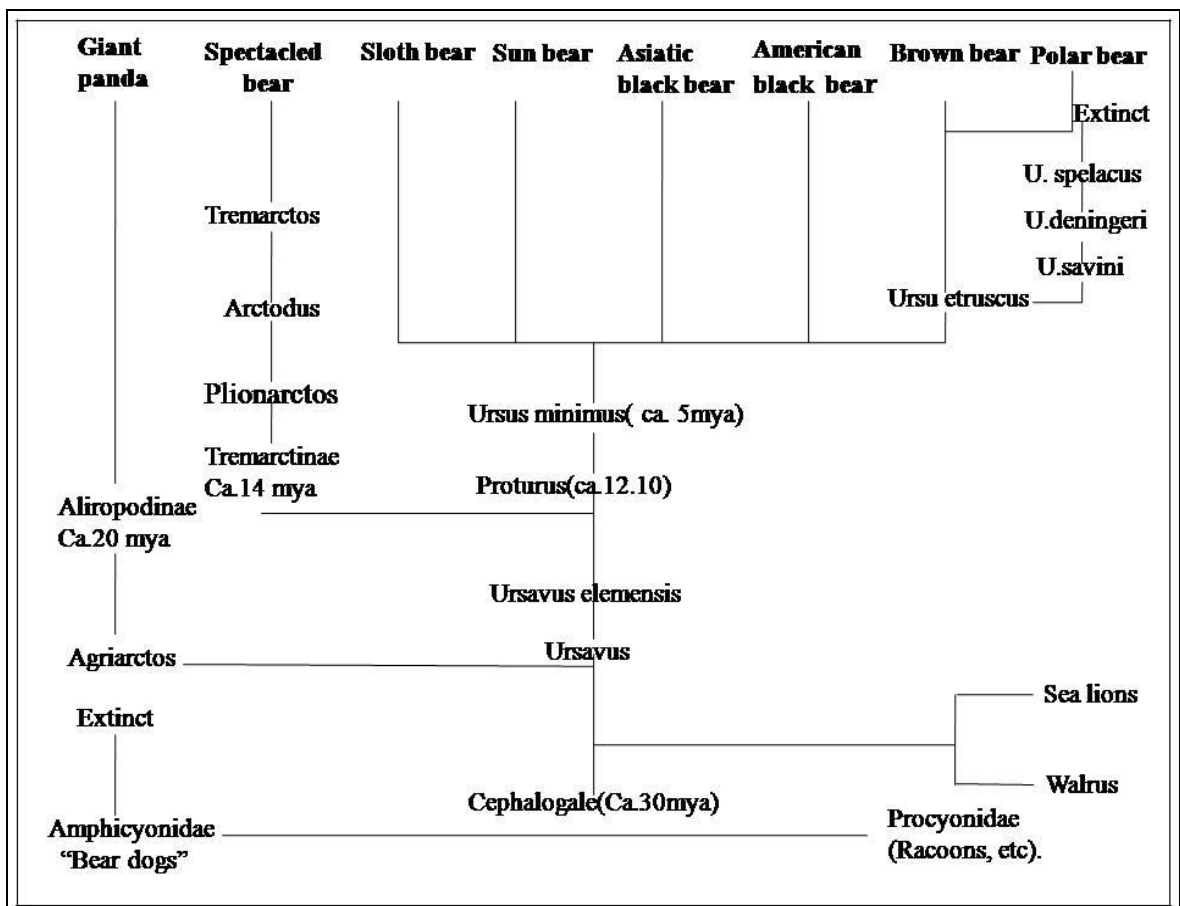 Giant
panda
Spectacled
bear
Sloth bear
Sun bear
Asiatic
black bear
American
black bear
Brown bear
Polar bear
Extinct
U. spelacus
U.deningeri
U.savini
Ursu etruscus
Tremarctos
Arctodus
Plionarctos
Tremarctinae
Ca.14 mya
Ursus minimus( ca. 5mya)
Proturus(ca.12.10)
Aliropodinae
Ca.20 mya
Ursavus elemensis
Ursavus
Agriarctos
Extinct
Sea lions
Walrus
Cephalogale(Ca.30mya)
Amphicyonidae
“Bear dogs”
Procyonidae
(Racoons, etc).